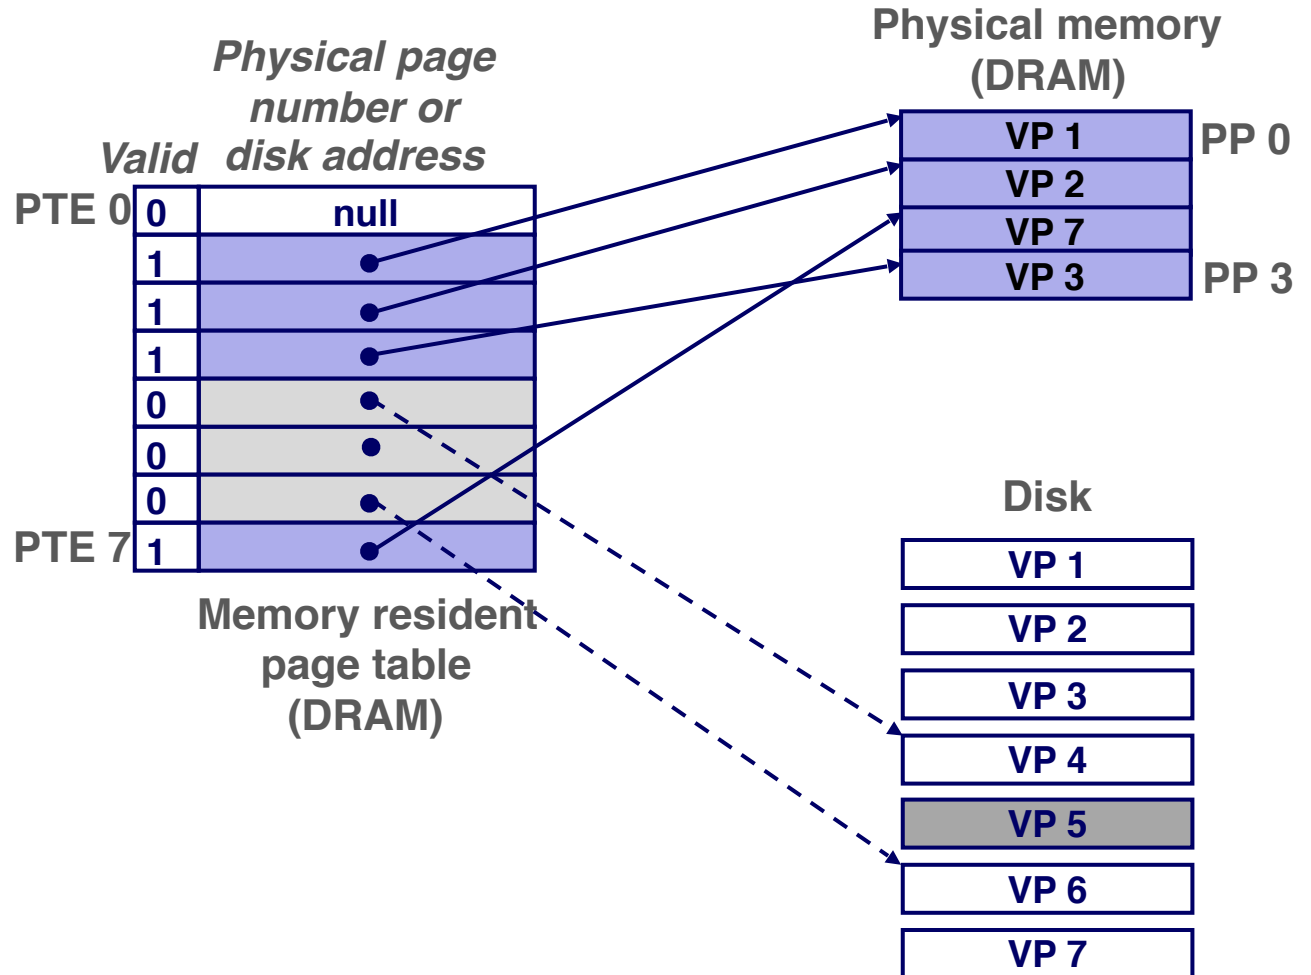 Physical page
number or
disk address
Valid
PTE 0
0
null
1
1
1
0
0
0
PTE 7
1
Memory resident
page table
(DRAM)
Physical memory
(DRAM)
VP 1
PP 0
VP 2
VP 7
VP 3
PP 3
Disk
VP 1
VP 2
VP 3
VP 4
VP 5
VP 6
VP 7